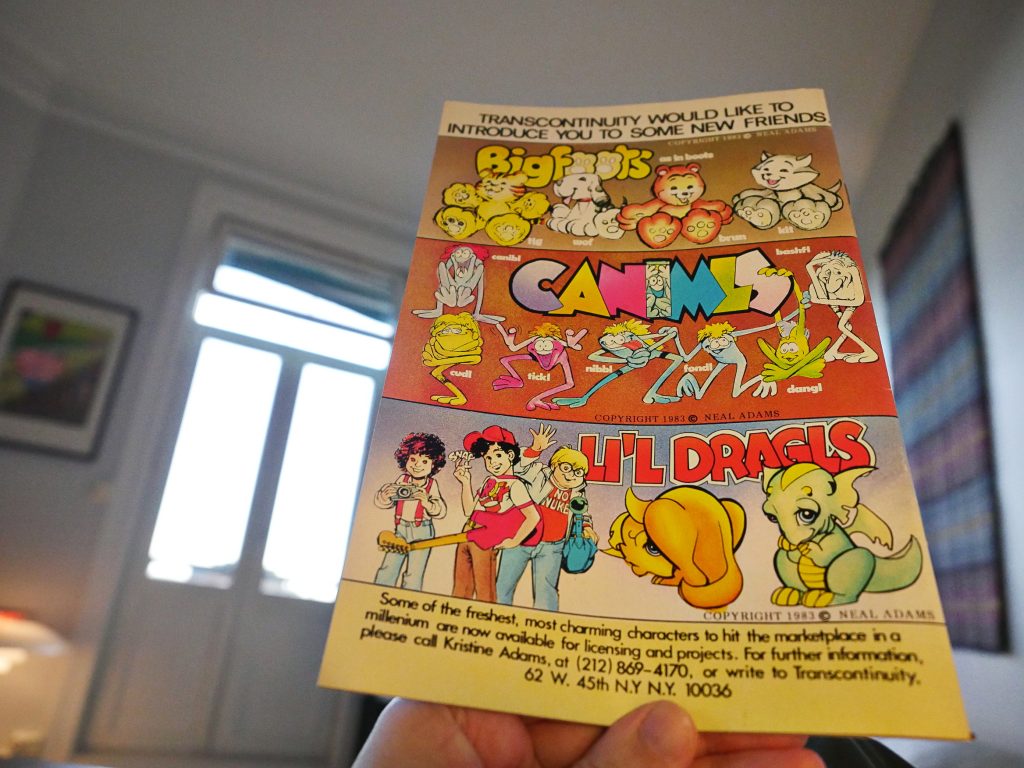 TRANSCONTINUITY WOULD LIKE TO
INTRODUCE YOU TO SOME NEW FRIENDS
COPYRIGHT 1983 © NEAL ADAMS
Bigfoots as in boots
tig wof brun kit
CANIMLS
canibl
bashfl
cudl tickl nibbl fondl dangl
COPYRIGHT 1983 © NEAL ADAMS
LI'L DRAGLS
SNAP
NO
NUKE
COPYRIGHT 1983 © NEAL ADAMS
Some of the freshest, most charming characters to hit the marketplace in a
millenium are now available for licensing and projects. For further information,
please call Kristine Adams, at (212) 869-4170, or write to Transcontinuity,
62 W. 45th N.Y N.Y. 10036